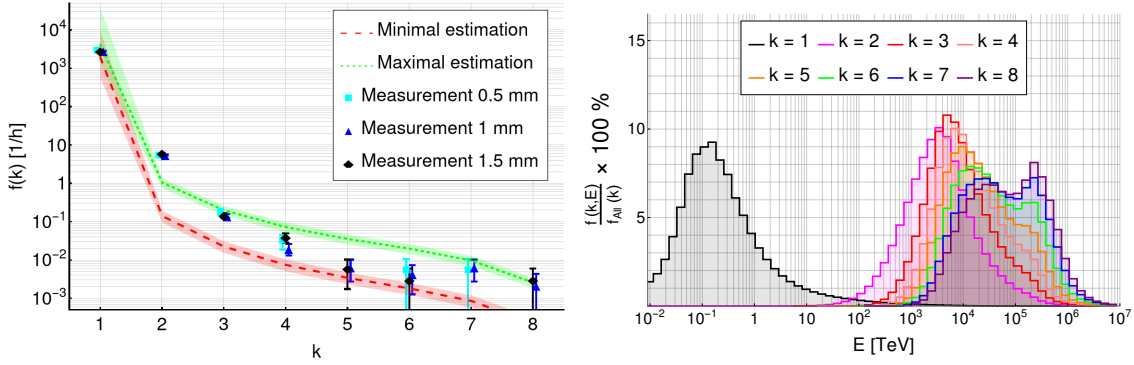 10^4
10^3
10^2
10
1
10^-1
10^-2
10^-3
f(k) [1/h]
Minimal estimation
Maximal estimation
Measurement 0.5 mm
Measurement 1 mm
Measurement 1.5 mm
1 2 3 4 5 6 7 8
k
15
10
5
f (k,E)
f_All (k)
× 100 %
k = 1 k = 2 k = 3 k = 4
k = 5 k = 6 k = 7 k = 8
10^-2 10^-1 1 10 10^2 10^3 10^4 10^5 10^6 10^7
E [TeV]